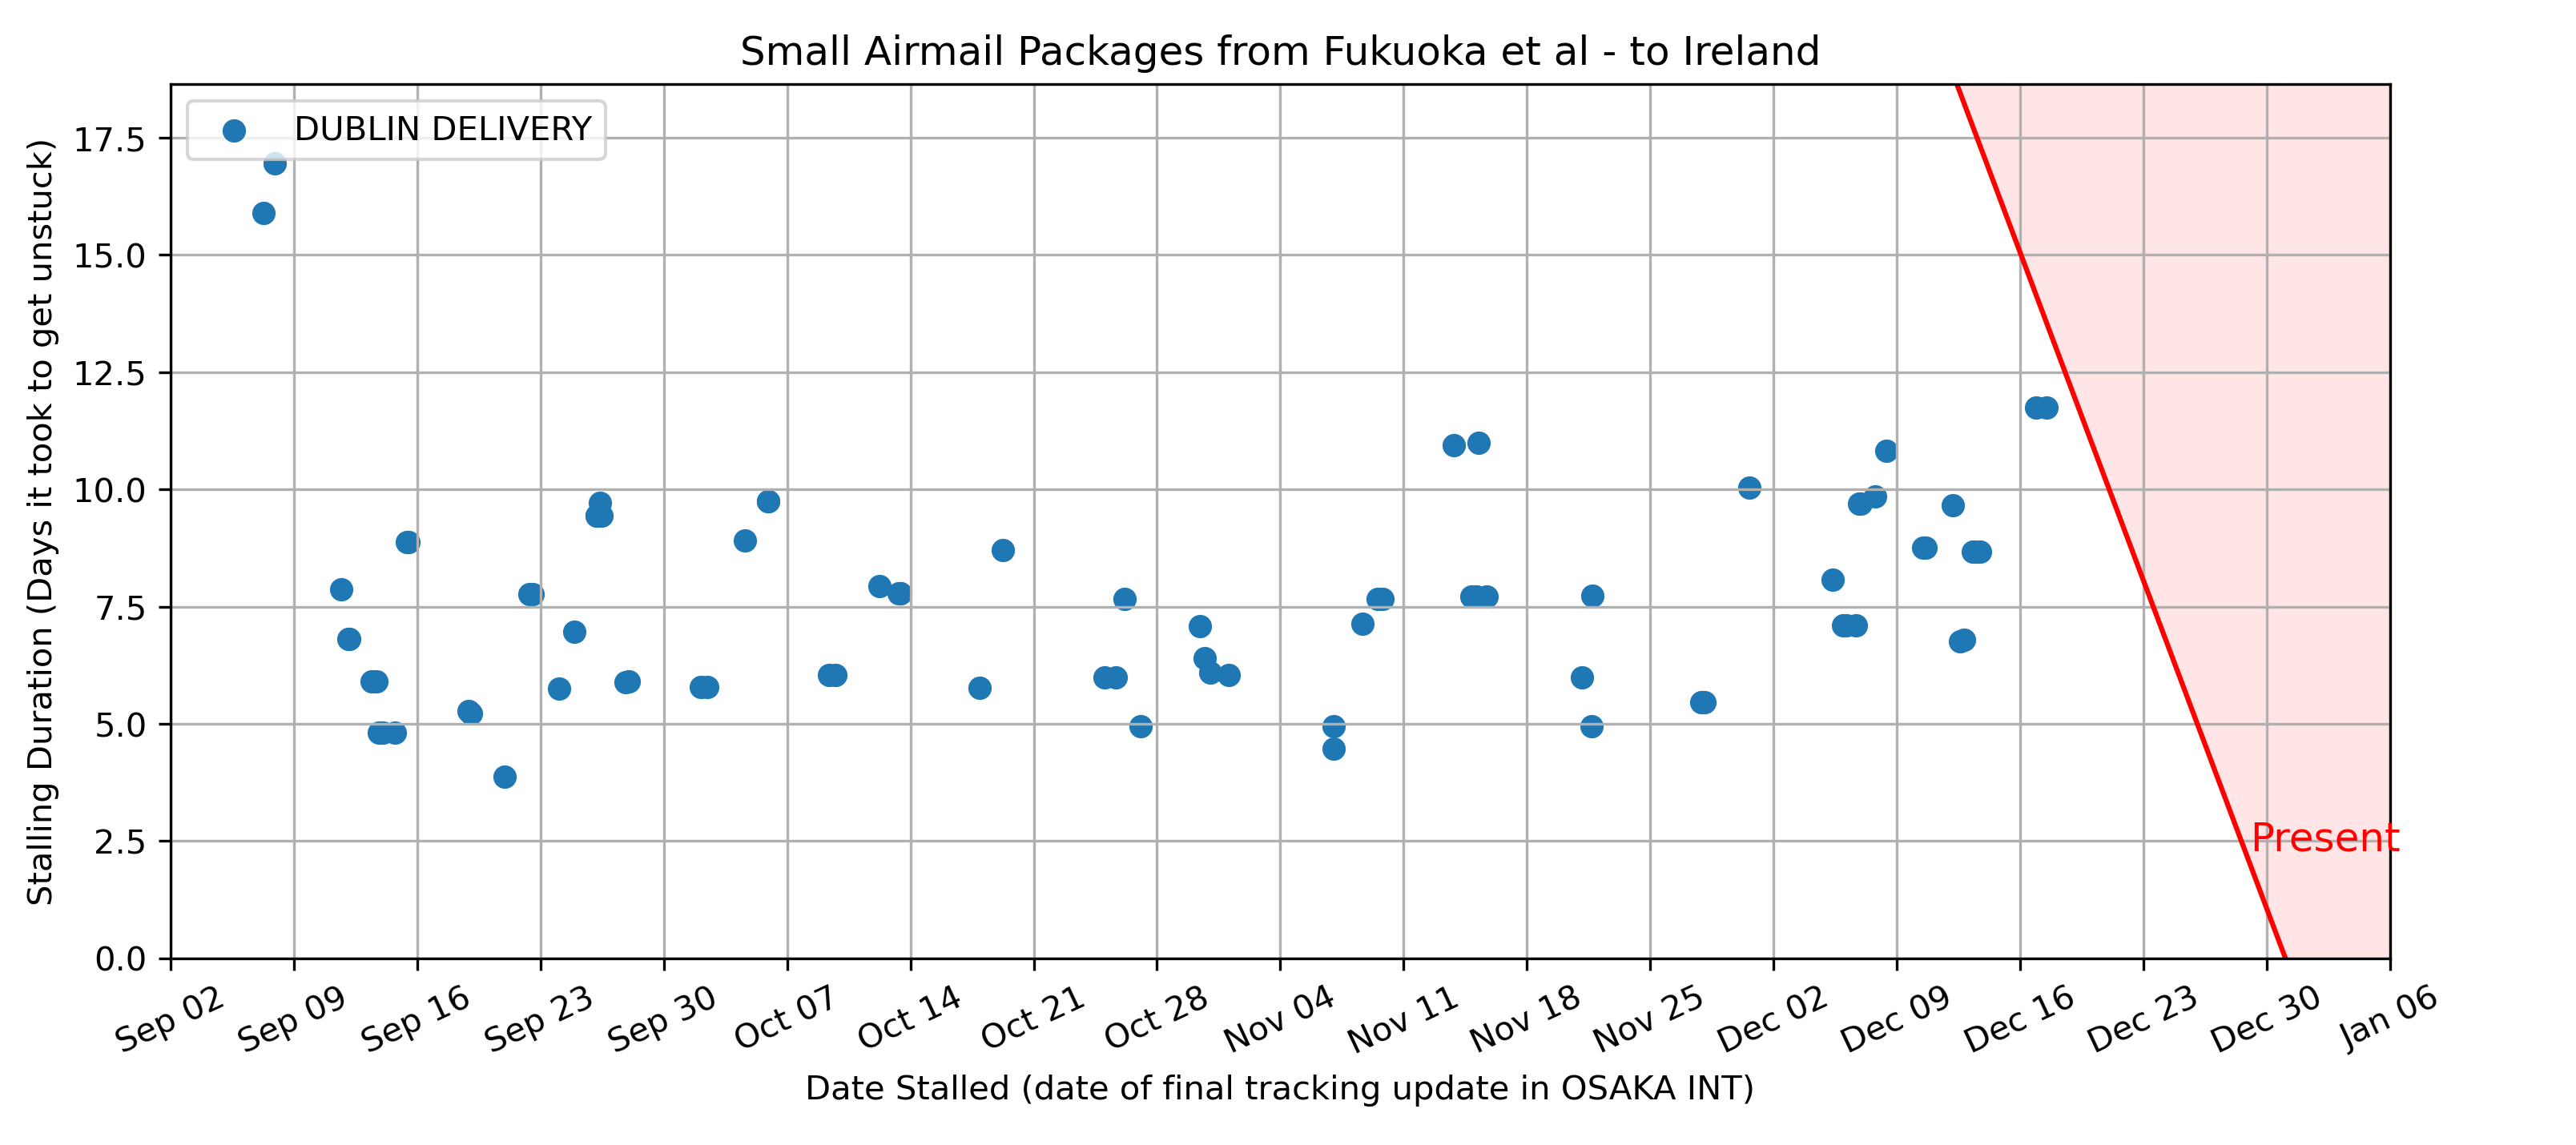 Small Airmail Packages from Fukuoka et al - to Ireland
DUBLIN DELIVERY
Stalling Duration (Days it took to get unstuck)
17.5
15.0
12.5
10.0
7.5
5.0
2.5
0.0
Present
Sep 02
Sep 09
Sep 16
Sep 23
Sep 30
Oct 07
Oct 14
Oct 21
Oct 28
Nov 04
Nov 11
Nov 18
Nov 25
Dec 02
Dec 09
Dec 16
Dec 23
Dec 30
Jan 06
Date Stalled (date of final tracking update in OSAKA INT)